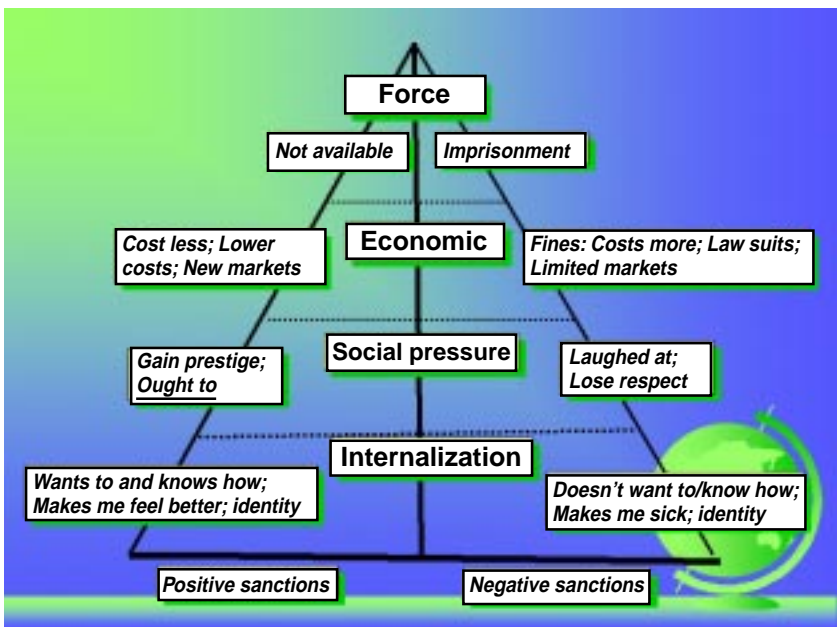 Force
Not available
Imprisonment
Cost less; Lower
costs; New markets
Economic
Fines: Costs more; Law suits;
Limited markets
Gain prestige;
Ought to
Social pressure
Laughed at;
Lose respect
Wants to and knows how;
Makes me feel better; identity
Internalization
Doesn't want to/know how;
Makes me sick; identity
Positive sanctions
Negative sanctions